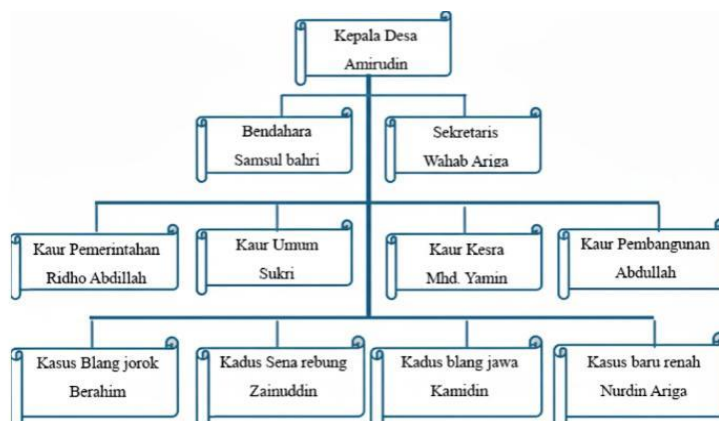 Kepala Desa
Amirudin
Bendahara
Samsul bahri
Sekretaris
Wahab Ariga
Kaur Pemerintahan
Ridho Abdillah
Kaur Umum
Sukri
Kaur Kesra
Mhd. Yamin
Kaur Pembangunan
Abdullah
Kasus Blang jorok
Berahim
Kadus Sena rebung
Zainuddin
Kadus blang jawa
Kamidin
Kasus baru renah
Nurdin Ariga